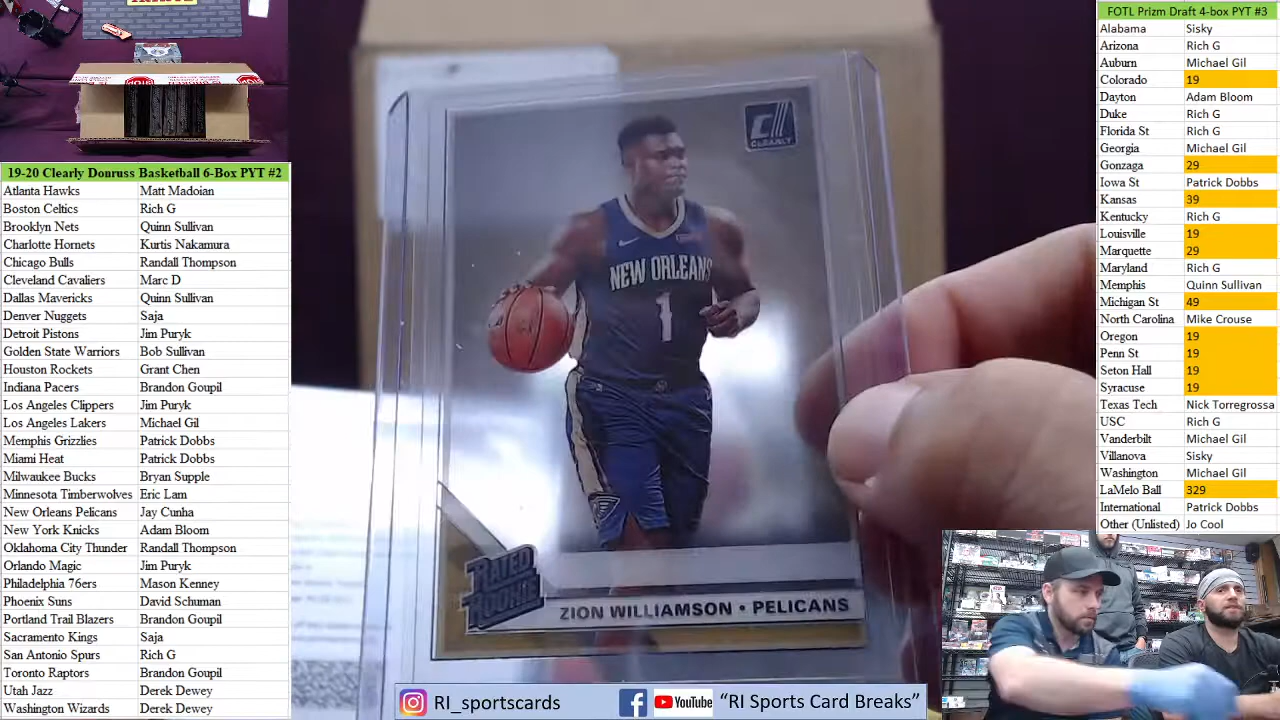 19-20 Clearly Donruss Basketball 6-Box PYT #2
Atlanta Hawks Matt Madoian
Boston Celtics Rich G
Brooklyn Nets Quinn Sullivan
Charlotte Hornets Kurtis Nakamura
Chicago Bulls Randall Thompson
Cleveland Cavaliers Marc D
Dallas Mavericks Quinn Sullivan
Denver Nuggets Saja
Detroit Pistons Jim Puryk
Golden State Warriors Bob Sullivan
Houston Rockets Grant Chen
Indiana Pacers Brandon Goupil
Los Angeles Clippers Jim Puryk
Los Angeles Lakers Michael Gil
Memphis Grizzlies Patrick Dobbs
Miami Heat Patrick Dobbs
Milwaukee Bucks Bryan Supple
Minnesota Timberwolves Eric Lam
New Orleans Pelicans Jay Cunha
New York Knicks Adam Bloom
Oklahoma City Thunder Randall Thompson
Orlando Magic Jim Puryk
Philadelphia 76ers Mason Kenney
Phoenix Suns David Schuman
Portland Trail Blazers Brandon Goupil
Sacramento Kings Saja
San Antonio Spurs Rich G
Toronto Raptors Brandon Goupil
Utah Jazz Derek Dewey
Washington Wizards Derek Dewey
CLEARLY
NEW ORLEANS
1
RATED
ROOKIE
ZION WILLIAMSON • PELICANS
RI_sportscards
YouTube
"RI Sports Card Breaks"
FOTL Prizm Draft 4-box PYT #3
Alabama Sisky
Arizona Rich G
Auburn Michael Gil
Colorado 19
Dayton Adam Bloom
Duke Rich G
Florida St Rich G
Georgia Michael Gil
Gonzaga 29
Iowa St Patrick Dobbs
Kansas 39
Kentucky Rich G
Louisville 19
Marquette 29
Maryland Rich G
Memphis Quinn Sullivan
Michigan St 49
North Carolina Mike Crouse
Oregon 19
Penn St 19
Seton Hall 19
Syracuse 19
Texas Tech Nick Torregrossa
USC Rich G
Vanderbilt Michael Gil
Villanova Sisky
Washington Michael Gil
LaMelo Ball 329
International Patrick Dobbs
Other (Unlisted) Jo Cool